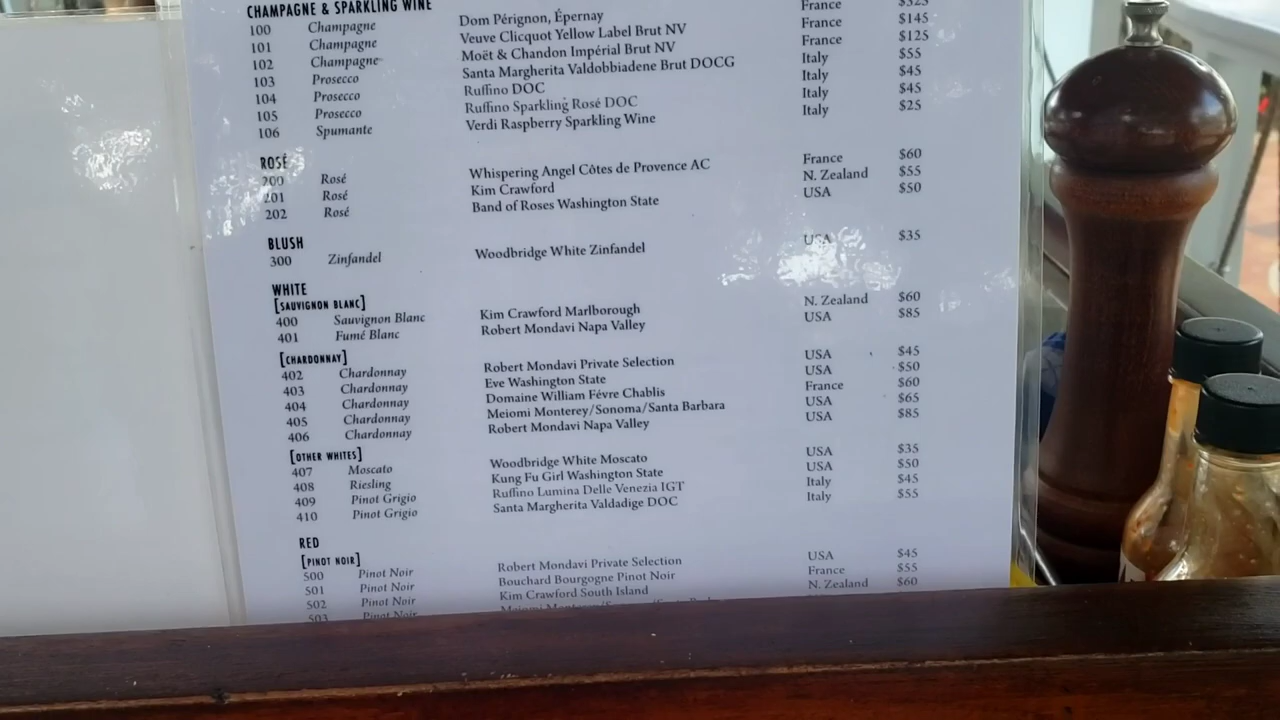 CHAMPAGNE & SPARKLING WINE
100 Champagne Dom Pérignon, Épernay France $325
101 Champagne Veuve Clicquot Yellow Label Brut NV France $145
102 Champagne Moët & Chandon Impérial Brut NV France $125
103 Prosecco Santa Margherita Valdobbiadene Brut DOCG Italy $55
104 Prosecco Ruffino DOC Italy $45
105 Prosecco Ruffino Sparkling Rosé DOC Italy $45
106 Spumante Verdi Raspberry Sparkling Wine Italy $25
ROSÉ
200 Rosé Whispering Angel Côtes de Provence AC France $60
201 Rosé Kim Crawford N. Zealand $55
202 Rosé Band of Roses Washington State USA $50
BLUSH
300 Zinfandel Woodbridge White Zinfandel USA $35
WHITE
[SAUVIGNON BLANC]
400 Sauvignon Blanc Kim Crawford Marlborough N. Zealand $60
401 Fumé Blanc Robert Mondavi Napa Valley USA $85
[CHARDONNAY]
402 Chardonnay Robert Mondavi Private Selection USA $45
403 Chardonnay Eve Washington State USA $50
404 Chardonnay Domaine William Févre Chablis France $60
405 Chardonnay Meiomi Monterey/Sonoma/Santa Barbara USA $65
406 Chardonnay Robert Mondavi Napa Valley USA $85
[OTHER WHITES]
407 Moscato Woodbridge White Moscato USA $35
408 Riesling Kung Fu Girl Washington State USA $50
409 Pinot Grigio Ruffino Lumina Delle Venezia IGT Italy $45
410 Pinot Grigio Santa Margherita Valdadige DOC Italy $55
RED
[PINOT NOIR]
500 Pinot Noir Robert Mondavi Private Selection USA $45
501 Pinot Noir Bouchard Bourgogne Pinot Noir France $55
502 Pinot Noir Kim Crawford South Island N. Zealand $60
503 Pinot Noir